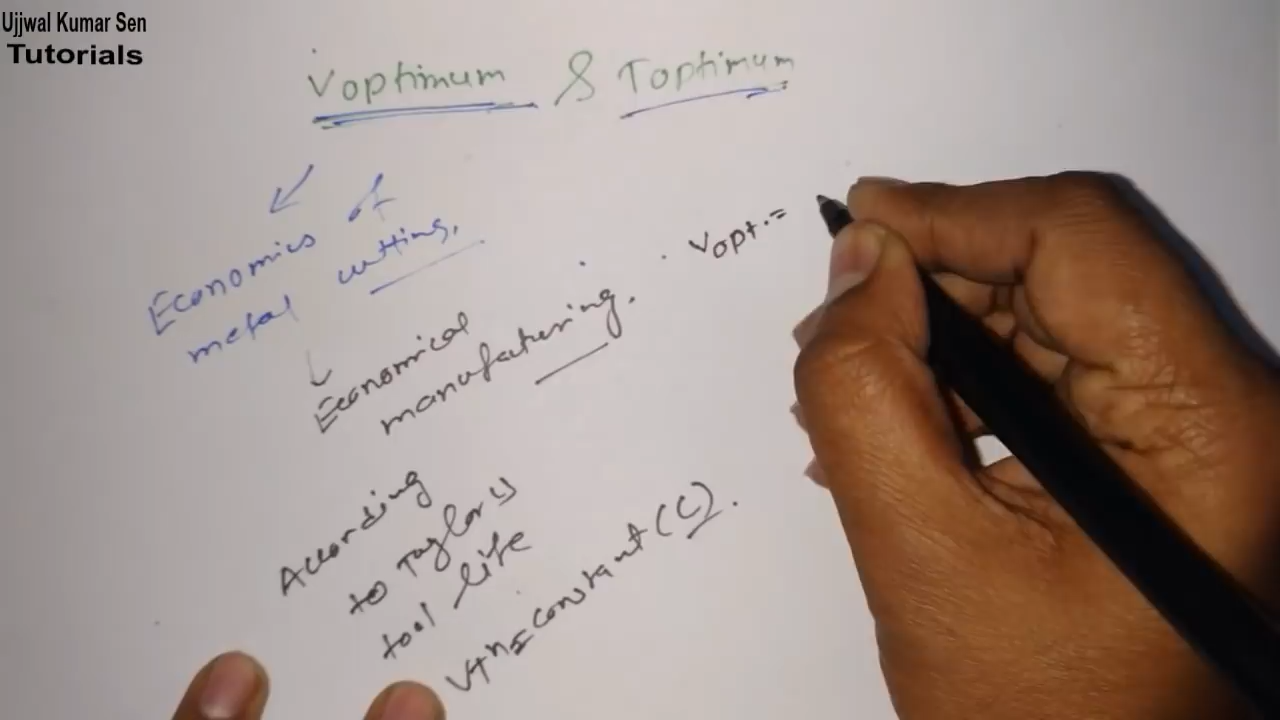 Ujjwal Kumar Sen
Tutorials
Voptimum & Toptimum
Economics of
metal cutting.
Economical
manufacturing.
Vopt.=
According
to Taylors
tool life
VTn = constant (C).